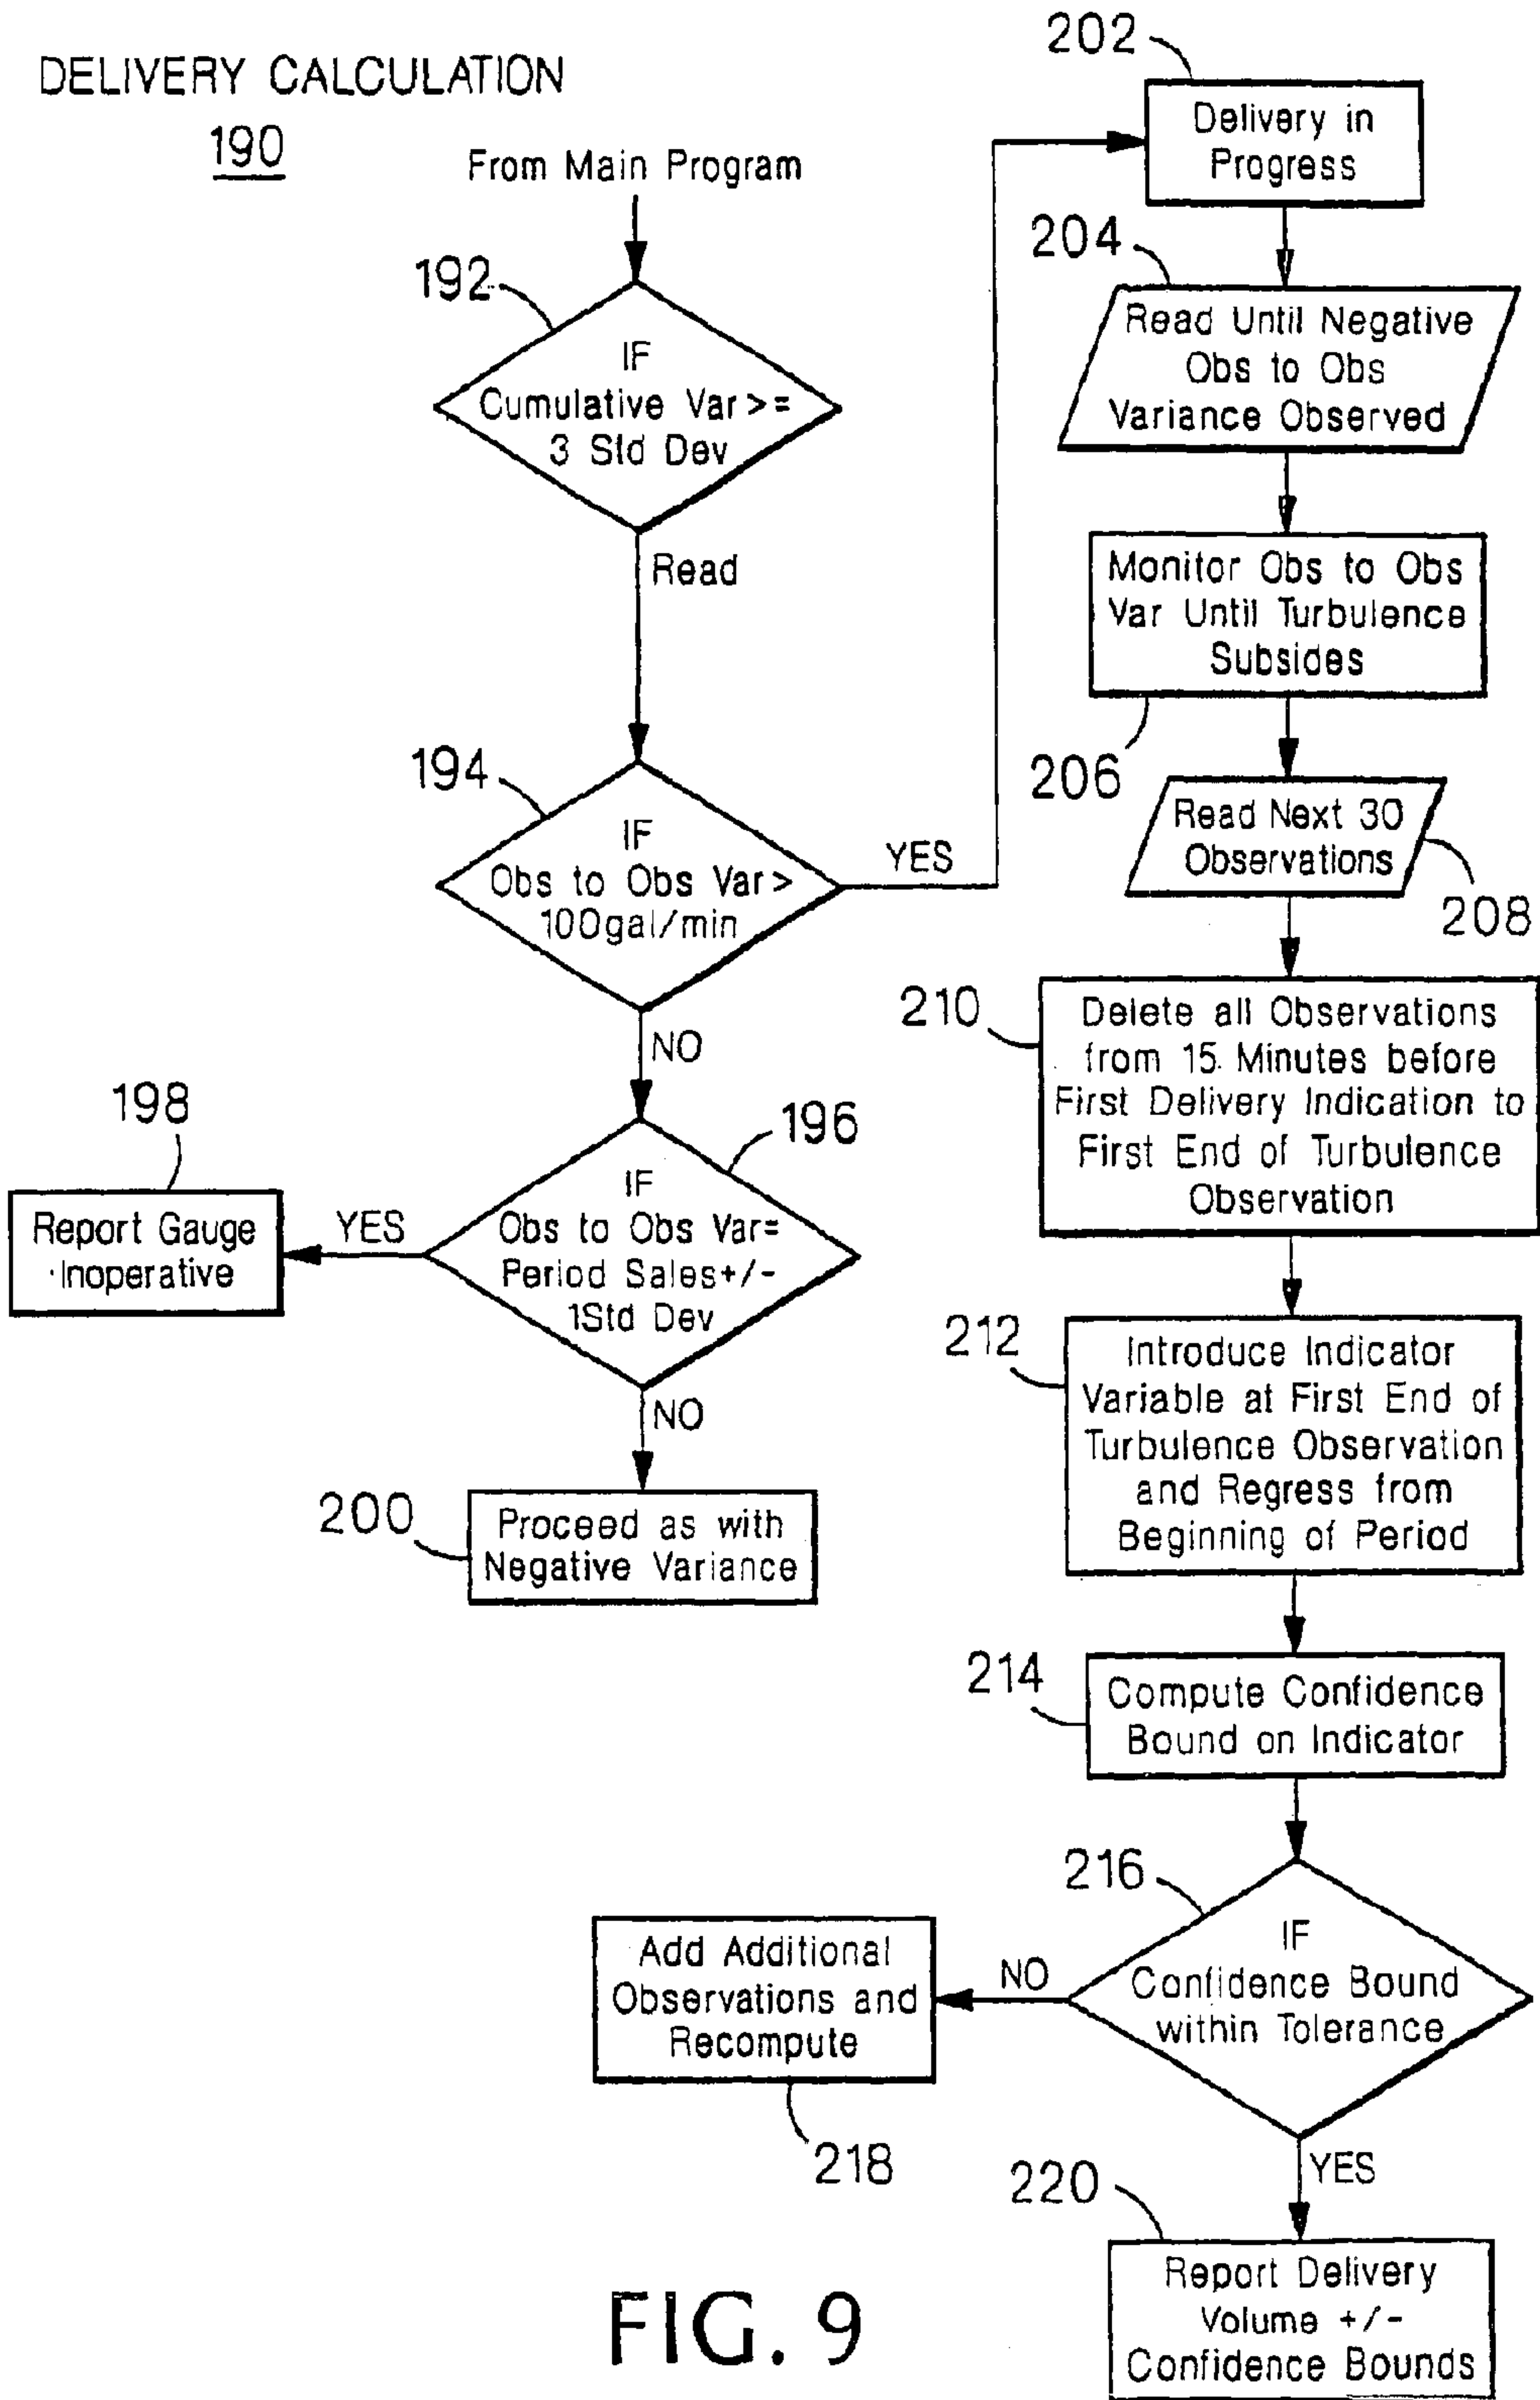 DELIVERY CALCULATION
190
From Main Program
192
IF
Cumulative Var >=
3 Std Dev
Read
194
IF
Obs to Obs Var >
100gal/min
YES
NO
196
IF
Obs to Obs Var=
Period Sales+/-
1Std Dev
YES
198
Report Gauge
Inoperative
NO
200
Proceed as with
Negative Variance
202
Delivery in
Progress
204
Read Until Negative
Obs to Obs
Variance Observed
Monitor Obs to Obs
Var Until Turbulence
Subsides
206
Read Next 30
Observations
208
210
Delete all Observations
from 15 Minutes before
First Delivery Indication to
First End of Turbulence
Observation
212
Introduce Indicator
Variable at First End of
Turbulence Observation
and Regress from
Beginning of Period
214
Compute Confidence
Bound on Indicator
216
IF
Confidence Bound
within Tolerance
NO
Add Additional
Observations and
Recompute
218
YES
220
Report Delivery
Volume +/-
Confidence Bounds
FIG. 9